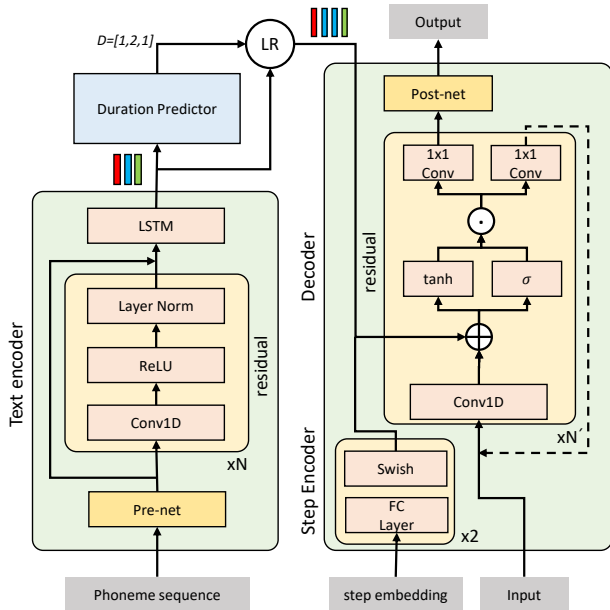 D=[1,2,1]
LR
Duration Predictor
Text encoder
LSTM
Layer Norm
ReLU
Conv1D
residual
xN
Pre-net
Phoneme sequence
Output
Post-net
Decoder
residual
1x1
Conv
1x1
Conv
tanh
σ
Conv1D
xN´
Step Encoder
Swish
FC
Layer
x2
step embedding
Input